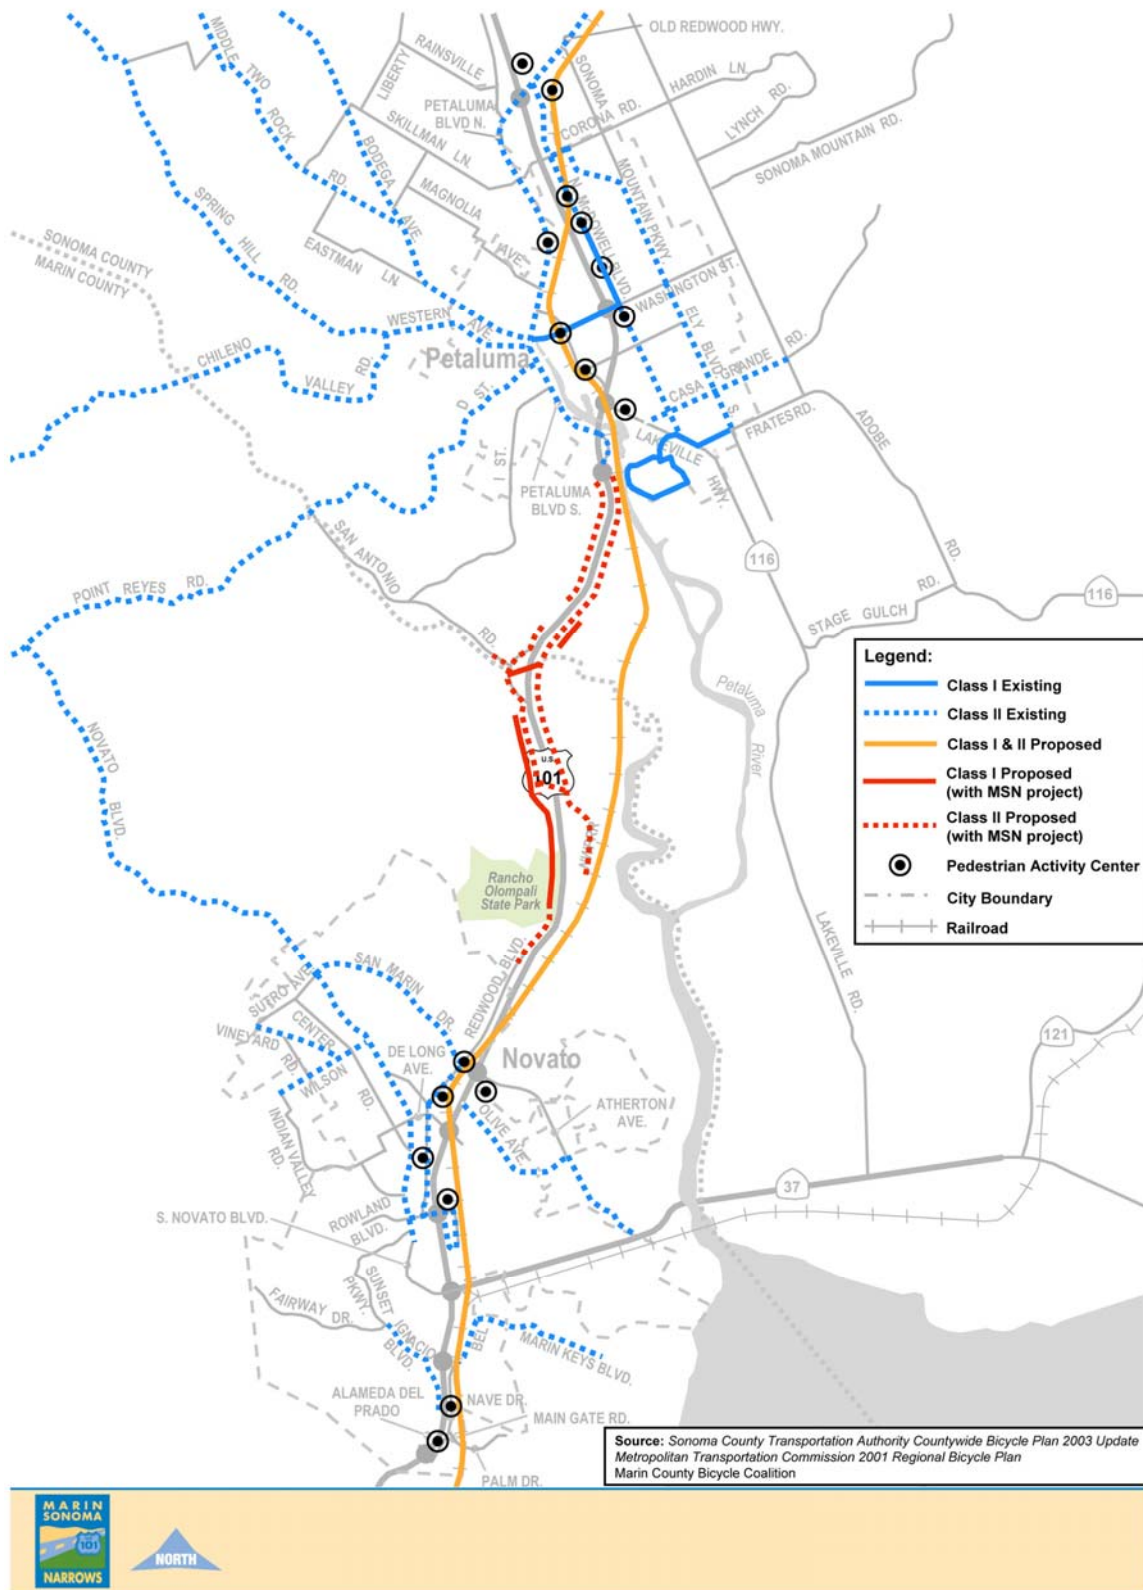 OLD REDWOOD HWY.
RAINSVILLE
LIBERTY
MIDDLE TWO ROCK RD.
SONOMA MOUNTAIN PKWY.
HARDIN LN.
LYNCH RD.
PETALUMA
BLVD N.
CORONA RD.
SKILLMAN LN.
BODEGA AVE.
SONOMA MOUNTAIN RD.
MAGNOLIA AVE.
N. McDOWELL BLVD.
SPRING HILL RD.
EASTMAN LN.
SONOMA COUNTY
MARIN COUNTY
WASHINGTON ST.
WESTERN AVE.
ELY BLVD. S.
CHILENO VALLEY RD.
Petaluma
CASA GRANDE RD.
D ST.
FRATES RD.
ADOBE RD.
LAKEVILLE HWY.
I ST.
PETALUMA
BLVD S.
SAN ANTONIO RD.
116
POINT REYES RD.
116
STAGE GULCH RD.
Legend:
Class I Existing
Class II Existing
Class I & II Proposed
Class I Proposed
(with MSN project)
Class II Proposed
(with MSN project)
Pedestrian Activity Center
City Boundary
Railroad
Petaluma River
NOVATO BLVD.
U.S.
101
NWPRR
Rancho
Olompali
State Park
LAKEVILLE RD.
REDWOOD BLVD.
SAN MARIN DR.
SUTRO AVE.
CENTER RD.
VINEYARD RD.
WILSON
DE LONG
AVE.
Novato
121
OLIVE AVE.
ATHERTON
AVE.
INDIAN VALLEY RD.
37
ROWLAND BLVD.
S. NOVATO BLVD.
SUNSET PKWY.
FAIRWAY DR.
IGNACIO BLVD.
BEL MARIN KEYS BLVD.
ALAMEDA DEL
PRADO
NAVE DR.
MAIN GATE RD.
PALM DR.
Source: Sonoma County Transportation Authority Countywide Bicycle Plan 2003 Update
Metropolitan Transportation Commission 2001 Regional Bicycle Plan
Marin County Bicycle Coalition
MARIN
SONOMA
101
NARROWS
NORTH